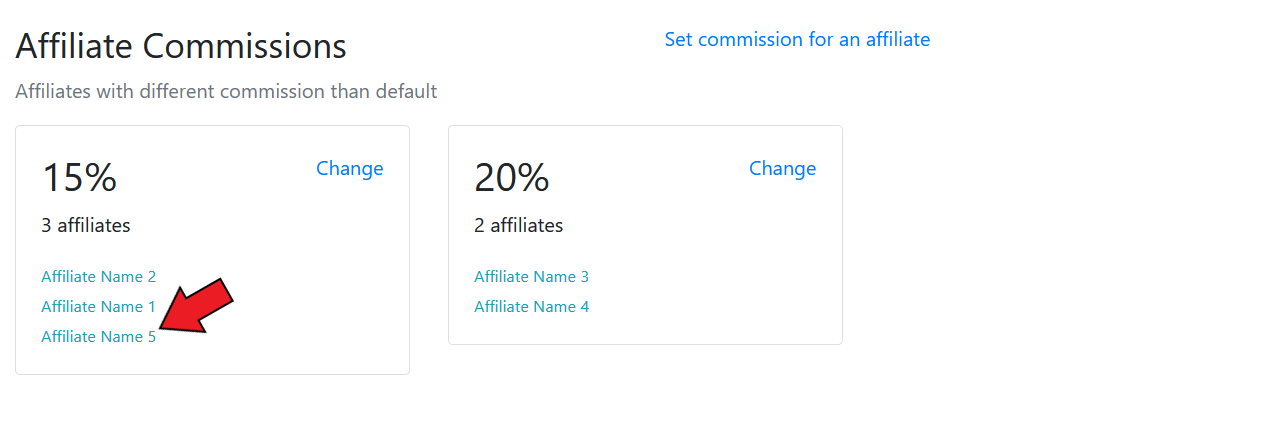 Affiliate Commissions
Set commission for an affiliate
Affiliates with different commission than default
15%
Change
3 affiliates
Affiliate Name 2
Affiliate Name 1
Affiliate Name 5
20%
Change
2 affiliates
Affiliate Name 3
Affiliate Name 4